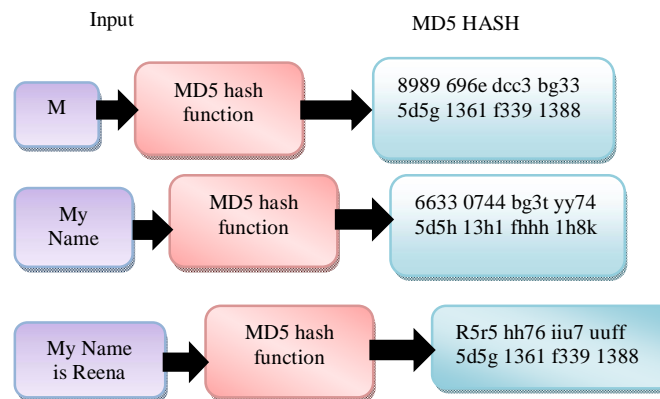 Input
MD5 HASH
M
MD5 hash
function
8989 696e dcc3 bg33
5d5g 1361 f339 1388
My
Name
MD5 hash
function
6633 0744 bg3t yy74
5d5h 13h1 fhhh 1h8k
My Name
is Reena
MD5 hash
function
R5r5 hh76 iiu7 uuff
5d5g 1361 f339 1388